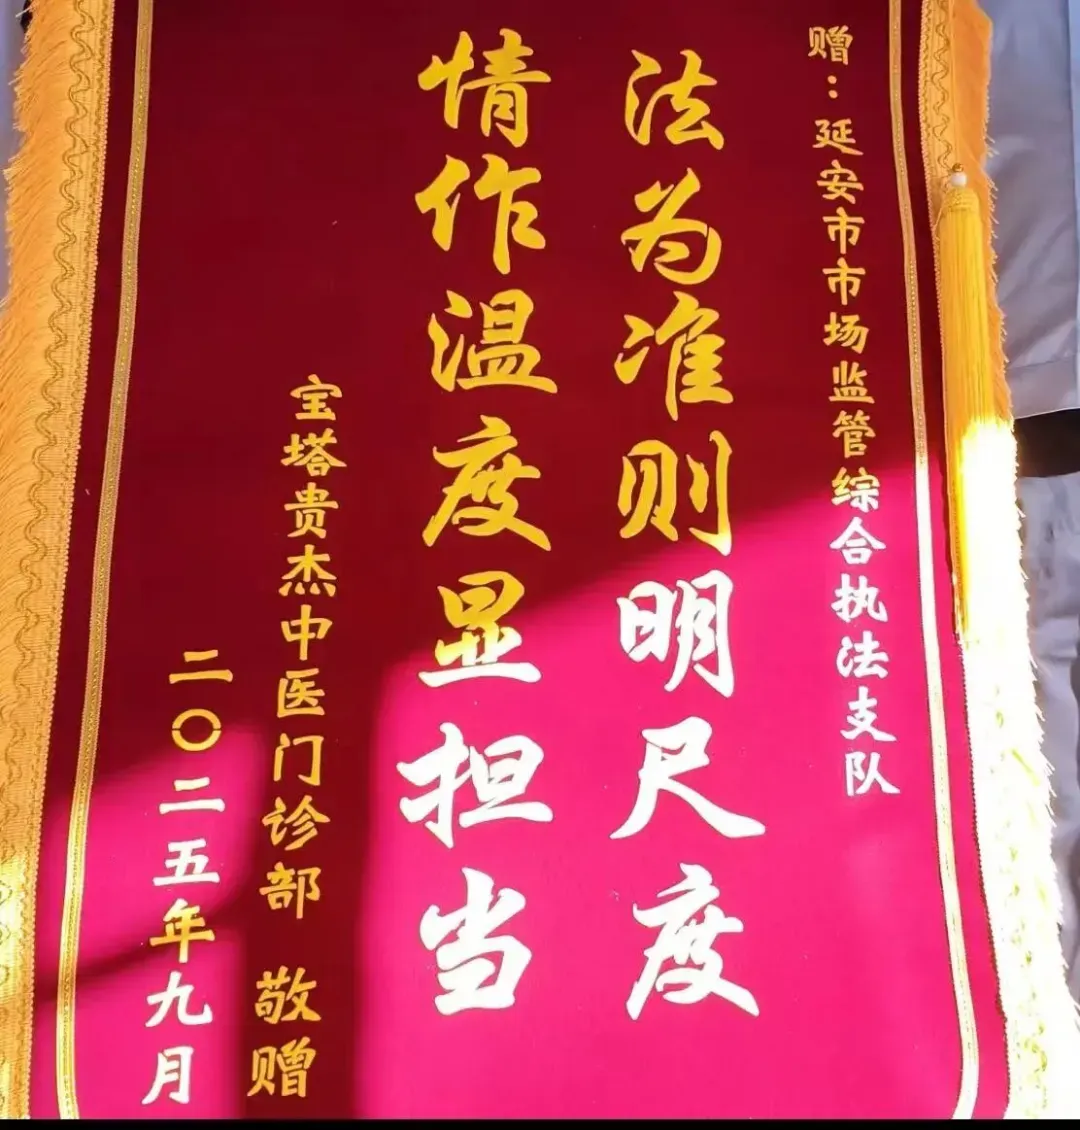 赠：延安市市场监管综合执法支队
法为准则明尺度
情作温度显担当
宝塔贵杰中医门诊部 敬赠
二〇二五年九月